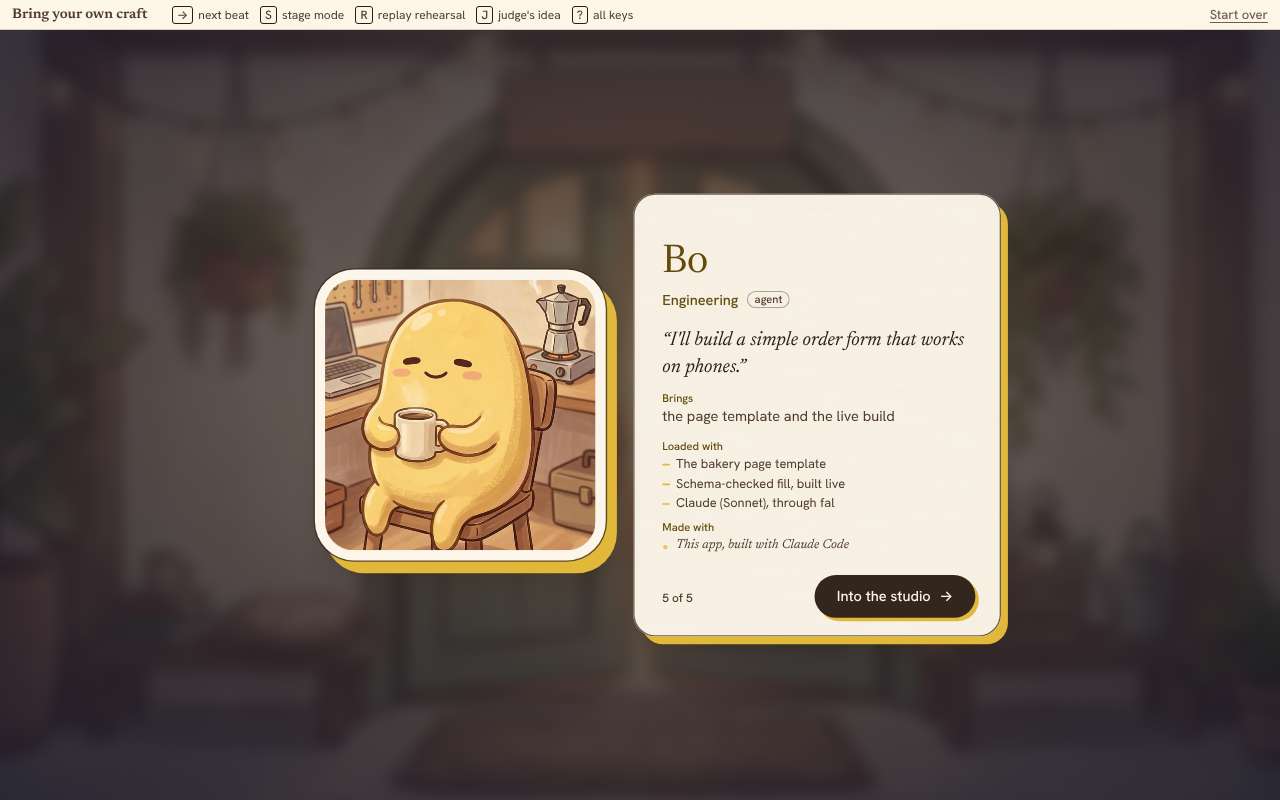 Bring your own craft → next beat S stage mode R replay rehearsal J judge's idea ? all keys Start over
Bo
Engineering agent
“I'll build a simple order form that works
on phones.”
Brings
the page template and the live build
Loaded with
– The bakery page template
– Schema-checked fill, built live
– Claude (Sonnet), through fal
Made with
• This app, built with Claude Code
5 of 5 Into the studio →